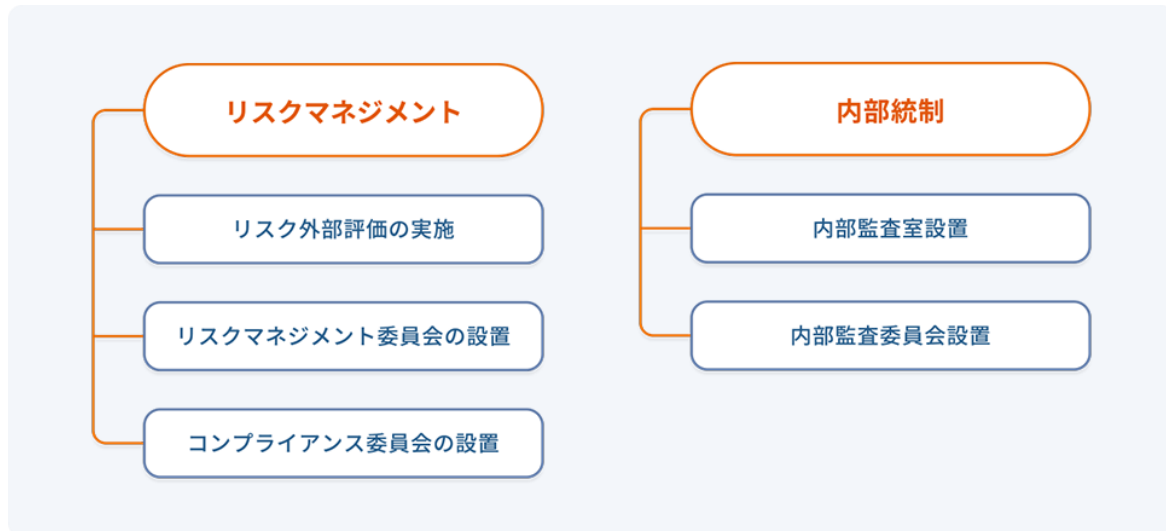 リスクマネジメント
リスク外部評価の実施
リスクマネジメント委員会の設置
コンプライアンス委員会の設置
内部統制
内部監査室設置
内部監査委員会設置